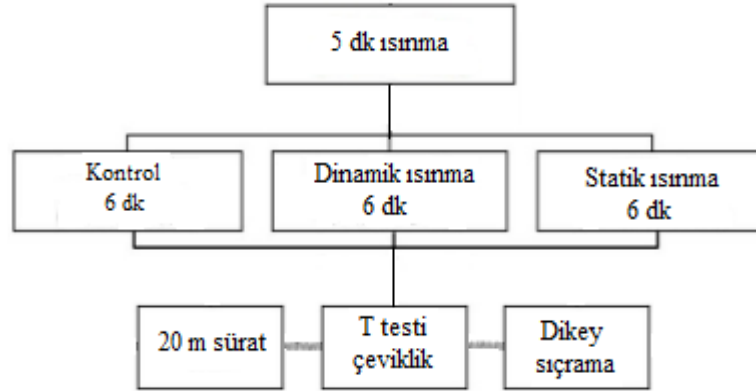 5 dk ısınma
Kontrol
6 dk
Dinamik ısınma
6 dk
Statik ısınma
6 dk
20 m sürat
T testi
çeviklik
Dikey
sıçrama